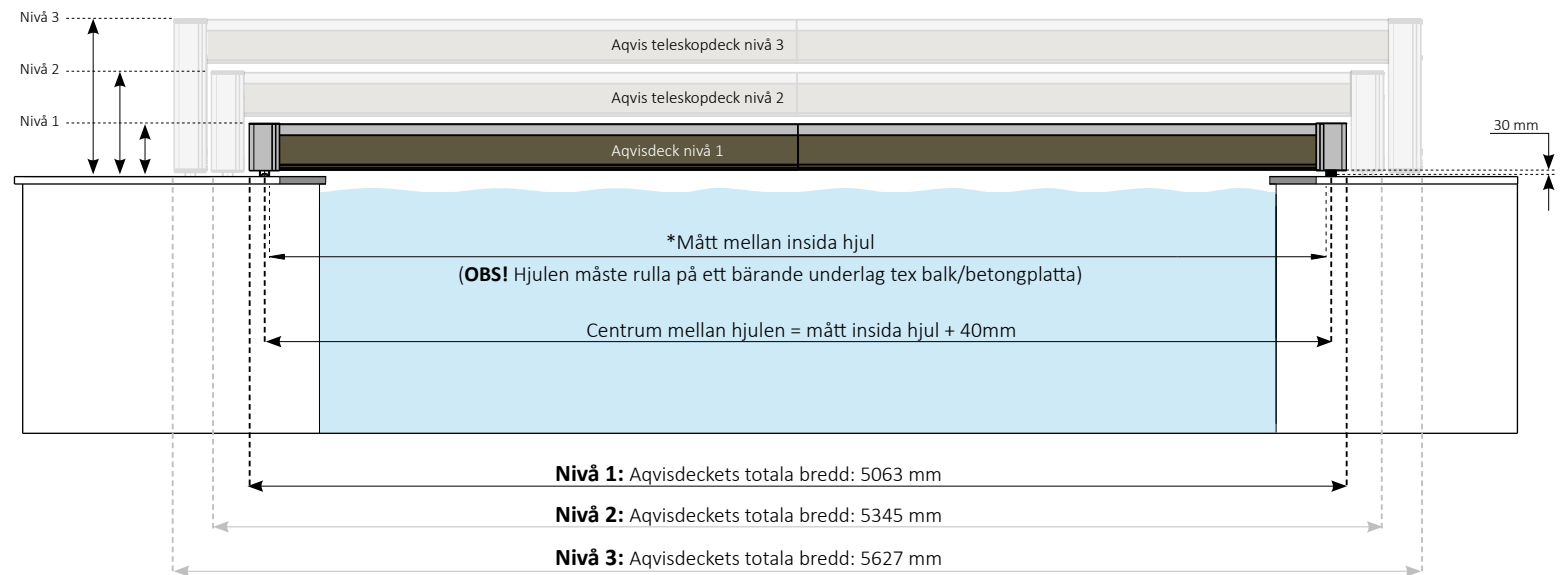 Nivå 3
Aqvis teleskopdeck nivå 3
Nivå 2
Aqvis teleskopdeck nivå 2
Nivå 1
Aqvisdeck nivå 1
30 mm
*Mått mellan insida hjul
(OBS! Hjulen måste rulla på ett bärande underlag tex balk/betongplatta)
Centrum mellan hjulen = mått insida hjul + 40mm
Nivå 1: Aqvisdeckets totala bredd: 5063 mm
Nivå 2: Aqvisdeckets totala bredd: 5345 mm
Nivå 3: Aqvisdeckets totala bredd: 5627 mm